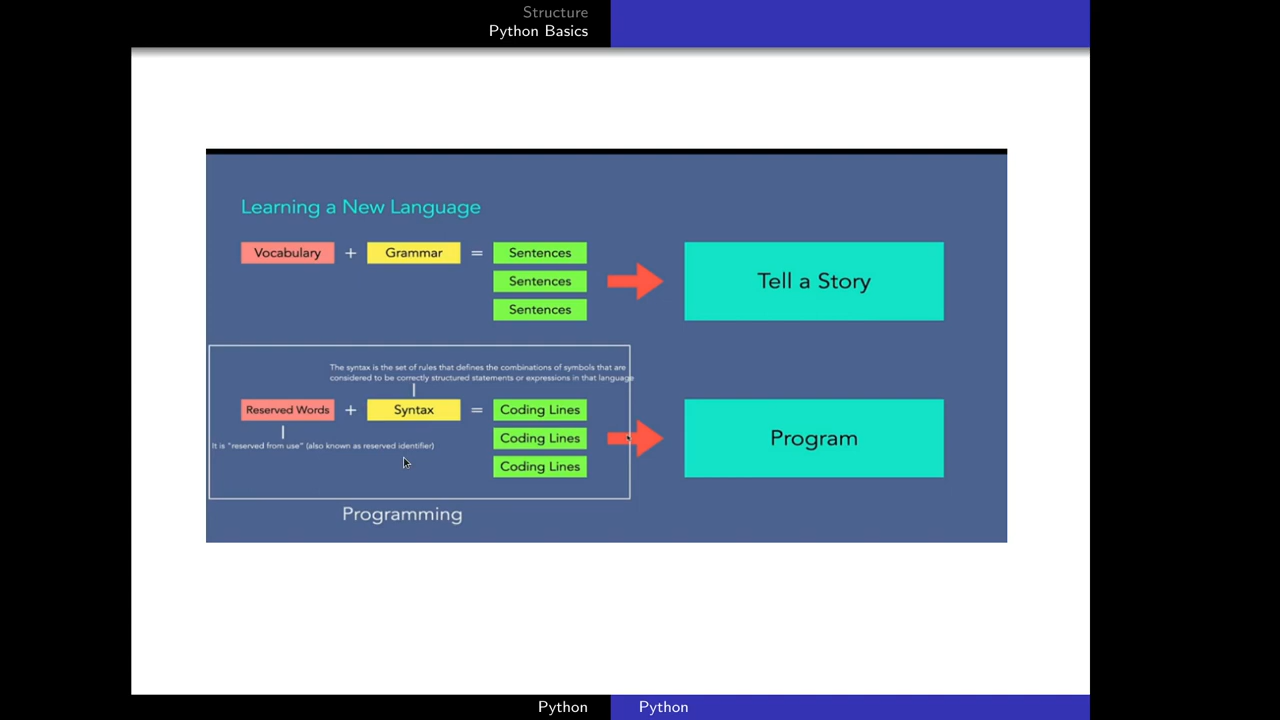 Structure
Python Basics
Learning a New Language
Vocabulary + Grammar = Sentences
Sentences
Sentences
Tell a Story
The syntax is the set of rules that defines the combinations of symbols that are
considered to be correctly structured statements or expressions in that language
Reserved Words + Syntax = Coding Lines
Coding Lines
Coding Lines
It is "reserved from use" (also known as reserved identifier)
Program
Programming
Python Python